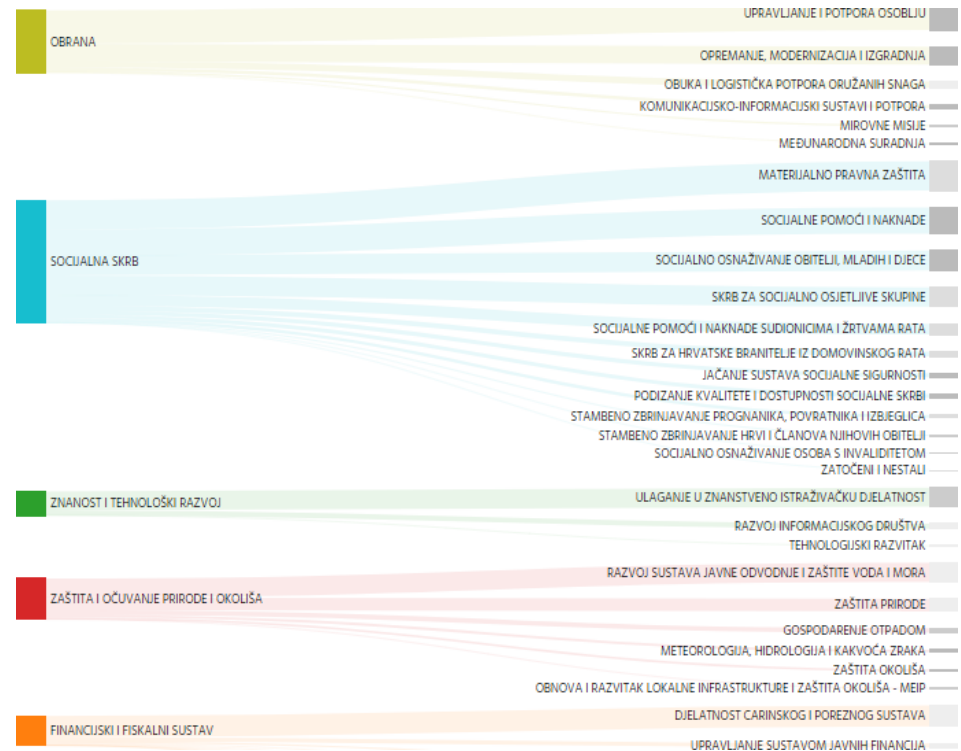 OBRANA
UPRAVLJANJE I POTPORA OSOBLJU
OPREMANJE, MODERNIZACIJA I IZGRADNJA
OBUKA I LOGISTIČKA POTPORA ORUŽANIH SNAGA
KOMUNIKACIJSKO-INFORMACIJSKI SUSTAVI I POTPORA
MIROVNE MISIJE
MEĐUNARODNA SURADNJA
SOCIJALNA SKRB
MATERIJALNO PRAVNA ZAŠTITA
SOCIJALNE POMOĆI I NAKNADE
SOCIJALNO OSNAŽIVANJE OBITELJI, MLADIH I DJECE
SKRB ZA SOCIJALNO OSJETLJIVE SKUPINE
SOCIJALNE POMOĆI I NAKNADE SUDIONICIMA I ŽRTVAMA RATA
SKRB ZA HRVATSKE BRANITELJE IZ DOMOVINSKOG RATA
JAČANJE SUSTAVA SOCIJALNE SIGURNOSTI
PODIZANJE KVALITETE I DOSTUPNOSTI SOCIJALNE SKRBI
STAMBENO ZBRINJAVANJE PROGNANIKA, POVRATNIKA I IZBJEGLICA
STAMBENO ZBRINJAVANJE HRVI I ČLANOVA NJIHOVIH OBITELJI
SOCIJALNO OSNAŽIVANJE OSOBA S INVALIDITETOM
ZATOČENI I NESTALI
ZNANOST I TEHNOLOŠKI RAZVOJ
ULAGANJE U ZNANSTVENO ISTRAŽIVAČKU DJELATNOST
RAZVOJ INFORMACIJSKOG DRUŠTVA
TEHNOLOGIJSKI RAZVITAK
ZAŠTITA I OČUVANJE PRIRODE I OKOLIŠA
RAZVOJ SUSTAVA JAVNE ODVODNJE I ZAŠTITE VODA I MORA
ZAŠTITA PRIRODE
GOSPODARENJE OTPADOM
METEOROLOGIJA, HIDROLOGIJA I KAKVOĆA ZRAKA
ZAŠTITA OKOLIŠA
OBNOVA I RAZVITAK LOKALNE INFRASTRUKTURE I ZAŠTITA OKOLIŠA - MEIP
FINANCIJSKI I FISKALNI SUSTAV
DJELATNOST CARINSKOG I POREZNOG SUSTAVA
UPRAVLJANJE SUSTAVOM JAVNIH FINANCIJA